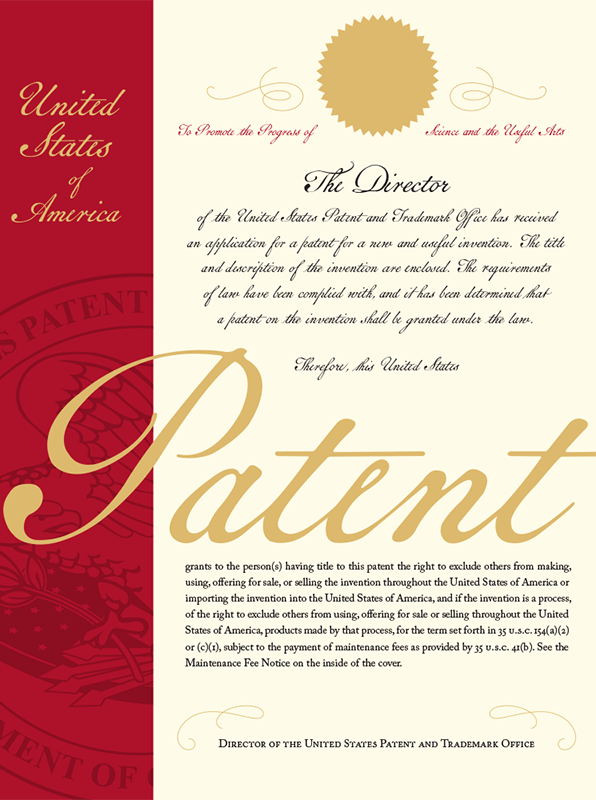 United
States
of
America
To Promote the Progress of
Science and the Useful Arts
The Director
of the United States Patent and Trademark Office has received
an application for a patent for a new and useful invention. The title
and description of the invention are enclosed. The requirements
of law have been complied with, and it has been determined that
a patent on the invention shall be granted under the law.
Therefore, this United States
S PATENT
Patent
grants to the person(s) having title to this patent the right to exclude others from making,
using, offering for sale, or selling the invention throughout the United States of America or
importing the invention into the United States of America, and if the invention is a process,
of the right to exclude others from using, offering for sale or selling throughout the United
States of America, products made by that process, for the term set forth in 35 U.S.C. 154(a)(2)
or (c)(1), subject to the payment of maintenance fees as provided by 35 U.S.C. 41(b). See the
Maintenance Fee Notice on the inside of the cover.
Director of the United States Patent and Trademark Office
MENT OF